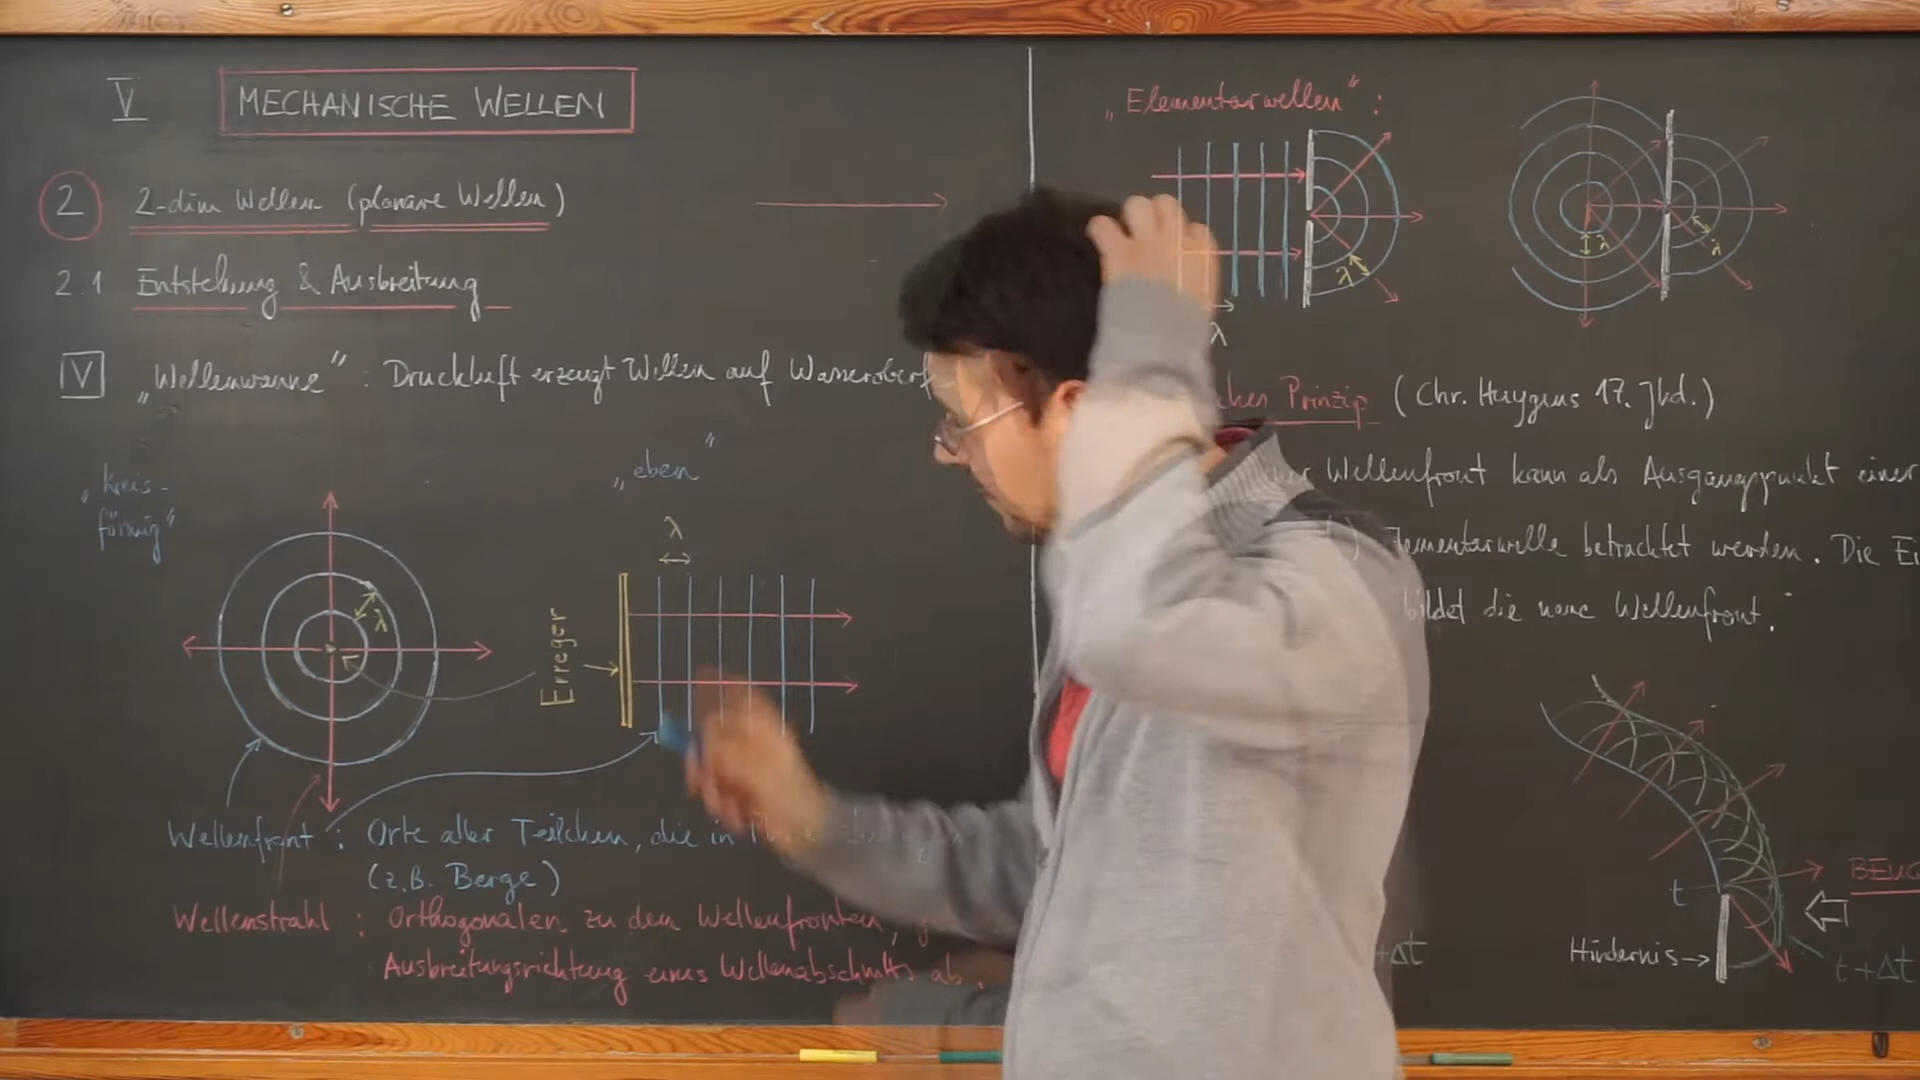 V MECHANISCHE WELLEN
2 2-dim Wellen (planare Wellen)
2.1 Entstehung & Ausbreitung
V „Wellenwanne" : Druckluft erzeugt Wellen auf
„kreis-
förmig"
„eben"
λ
λ
Erreger
Wellenfront : Orte aller Teilchen, die in
(z.B. Berge)
Wellenstrahl : Orthogonalen zu den Wellenfronten,
Ausbreitungsrichtung eines Wellenabschnitts ab.
„Elementarwellen" :
λ
λ
λ
λ
Prinzip (Chr. Huygens 17. Jhd.)
Wellenfront kann als Ausgangspunkt einer
Elementarwelle betrachtet werden. Die
bildet die neue Wellenfront.
t
Hindernis
t+Δt
+Δt